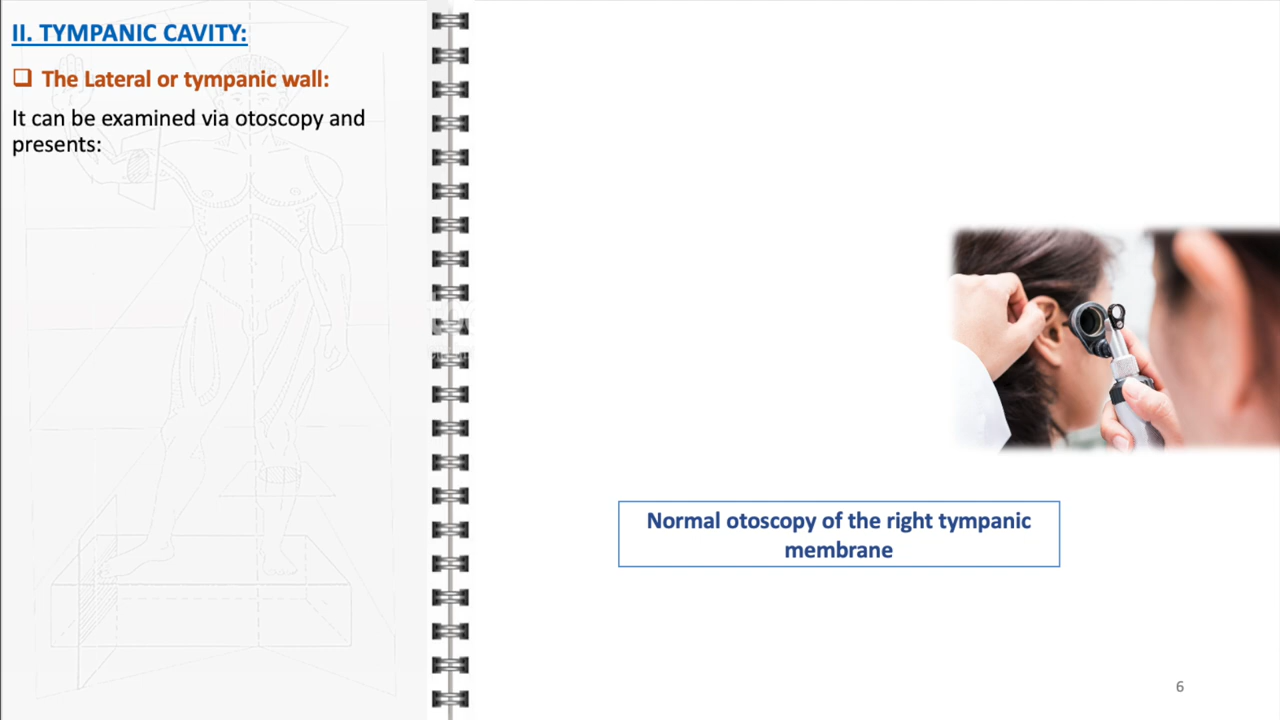 II. TYMPANIC CAVITY:
❑ The Lateral or tympanic wall:
It can be examined via otoscopy and
presents:
Normal otoscopy of the right tympanic
membrane
6